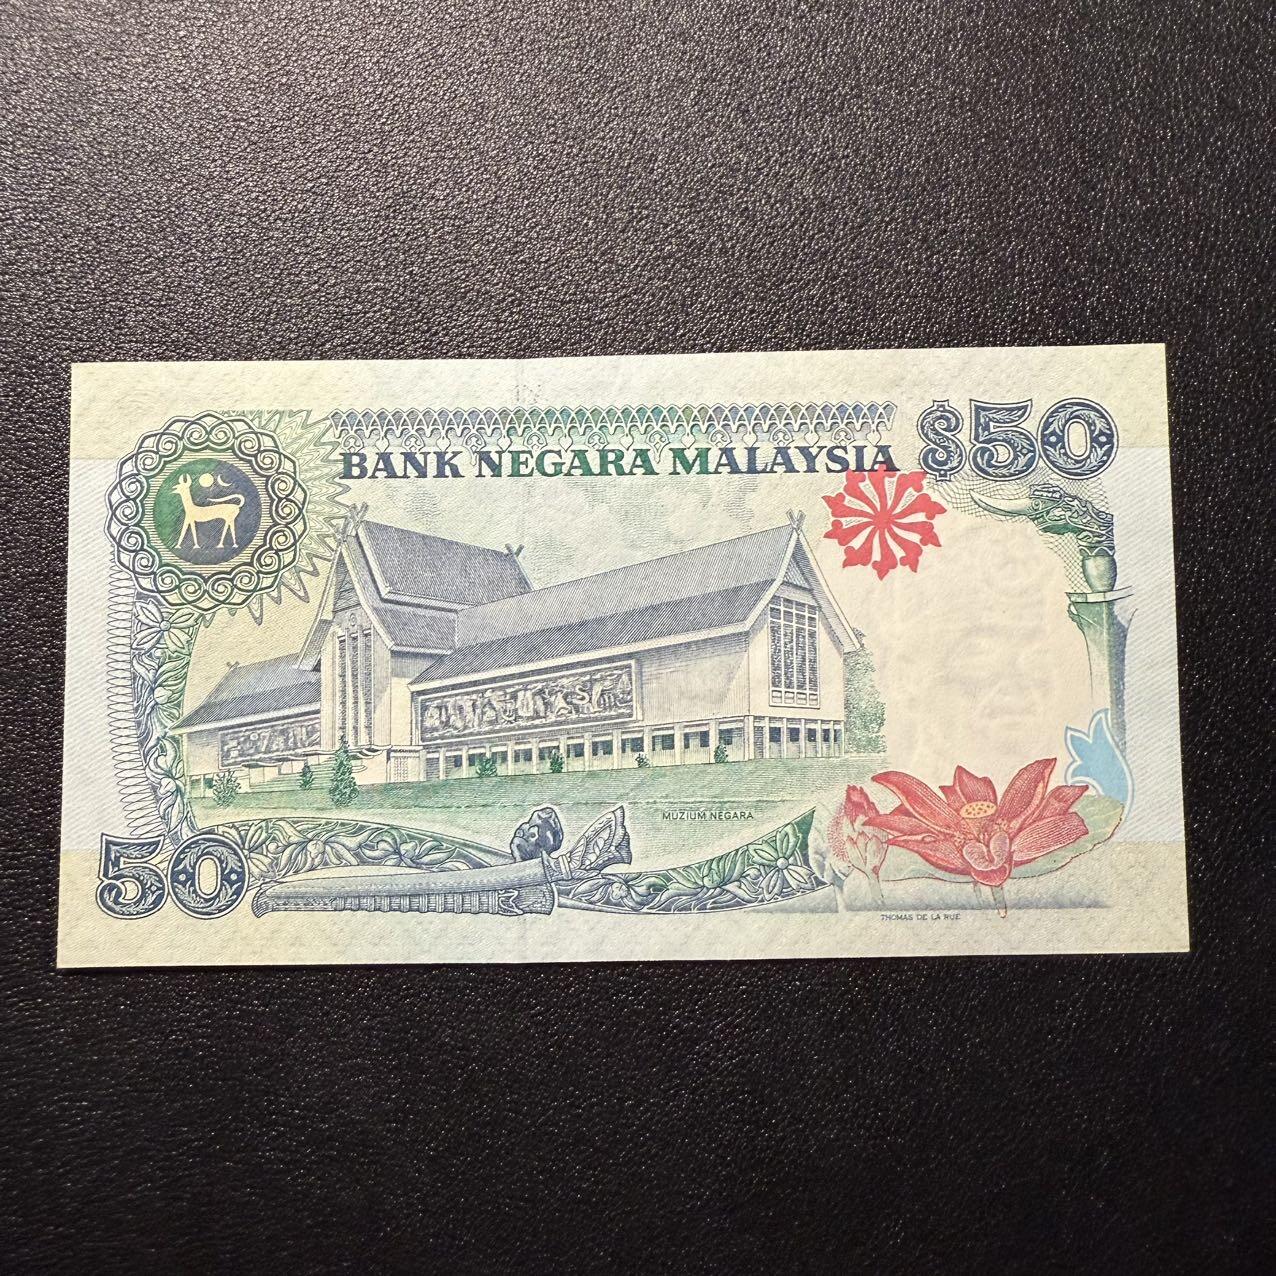 BANK NEGARA MALAYSIA
$50
MUZIUM NEGARA
50
THOMAS DE LA RUE